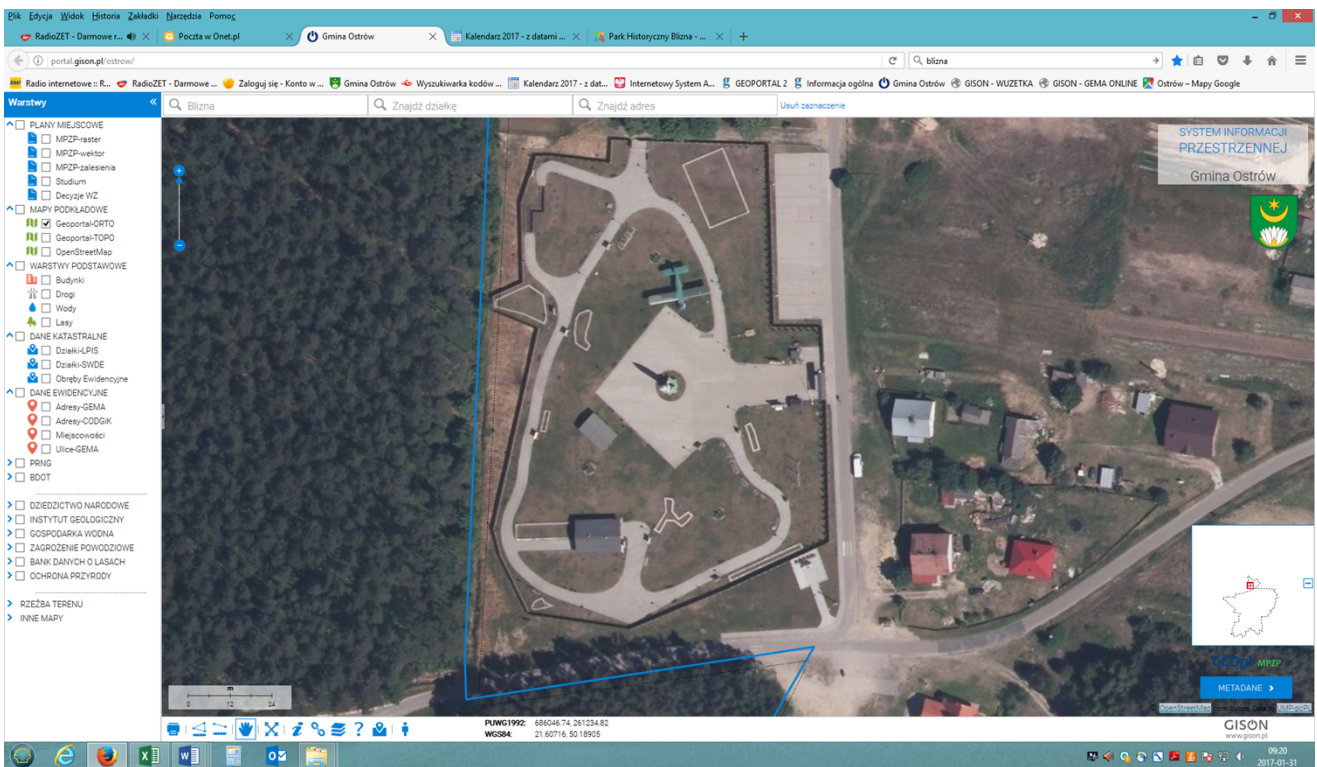 Plik Edycja Widok Historia Zakładki Narzędzia Pomoc
RadioZET - Darmowe r... Poczta w Onet.pl Gmina Ostrów Kalendarz 2017 - z datami ... Park Historyczny Blizna - ...
portal.gison.pl/ostrow/ blizna
Radio internetowe :: R... RadioZET - Darmowe ... Zaloguj się - Konto w ... Gmina Ostrów Wyszukiwarka kodów ... Kalendarz 2017 - z dat... Internetowy System A... GEOPORTAL 2 Informacja ogólna Gmina Ostrów GISON - WUZETKA GISON - GEMA ONLINE Ostrów – Mapy Google
Warstwy « Blizna Znajdź działkę Znajdź adres Usuń zaznaczenie
PLANY MIEJSCOWE
MPZP-raster
MPZP-wektor
MPZP-zalesienia
Studium
Decyzje WZ
MAPY PODKŁADOWE
Geoportal-ORTO
Geoportal-TOPO
OpenStreetMap
WARSTWY PODSTAWOWE
Budynki
Drogi
Wody
Lasy
DANE KATASTRALNE
Działki-LPIS
Działki-SWDE
Obręby Ewidencyjne
DANE EWIDENCYJNE
Adresy-GEMA
Adresy-CODGiK
Miejscowości
Ulice-GEMA
PRNG
BDOT
DZIEDZICTWO NARODOWE
INSTYTUT GEOLOGICZNY
GOSPODARKA WODNA
ZAGROŻENIE POWODZIOWE
BANK DANYCH O LASACH
OCHRONA PRZYRODY
RZEŹBA TERENU
INNE MAPY
SYSTEM INFORMACJI
PRZESTRZENNEJ
Gmina Ostrów
m
0 12 24
MPZP
METADANE
OpenStreetMap contributors, Data by UMP-pcPL
PUWG1992: 686046.74, 261234.82
WGS84: 21.60716, 50.18905
GISON
www.gison.pl
09:20
2017-01-31